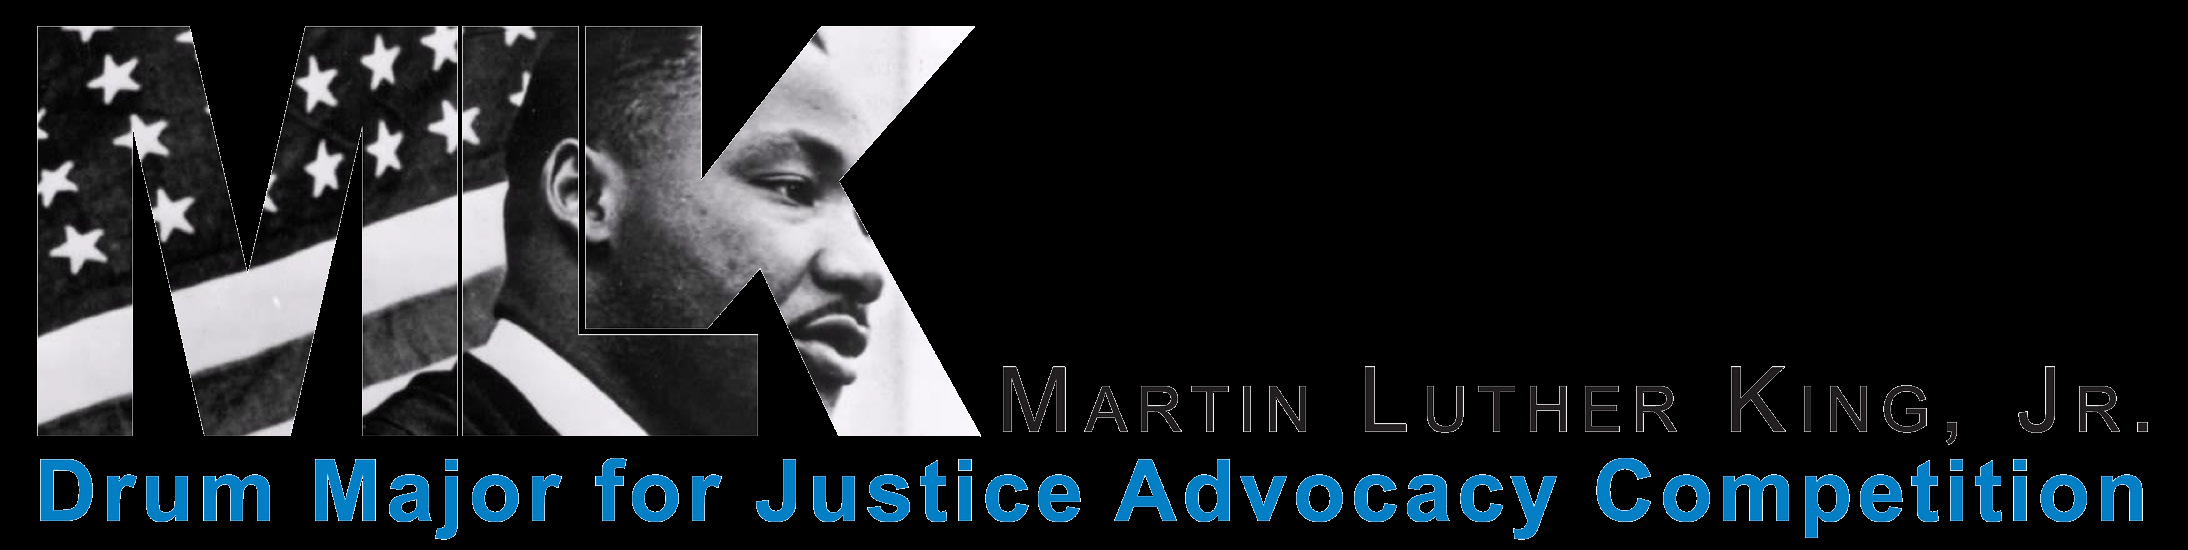 MLK
MARTIN LUTHER KING, JR.
Drum Major for Justice Advocacy Competition